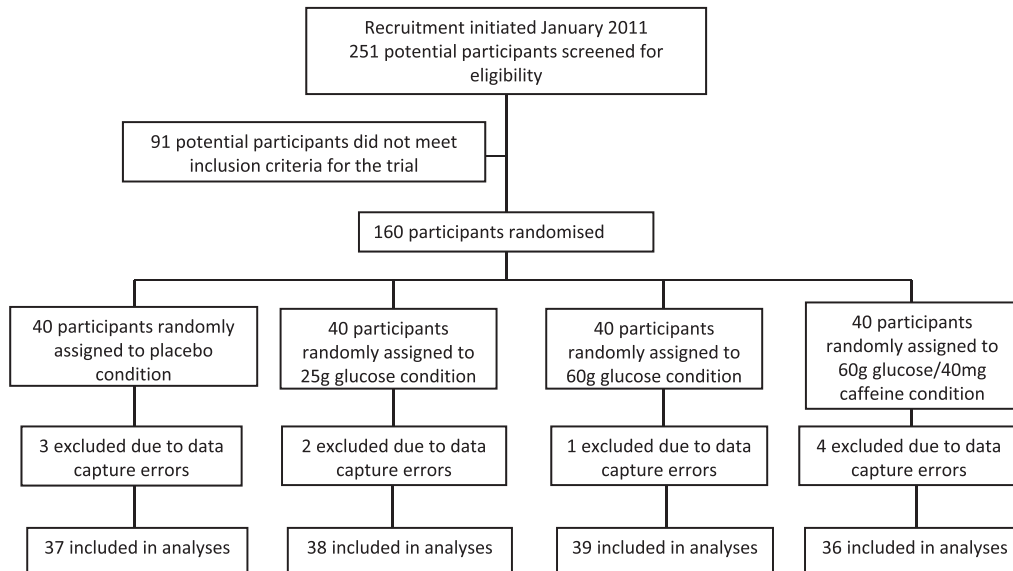 Recruitment initiated January 2011
251 potential participants screened for
eligibility
91 potential participants did not meet
inclusion criteria for the trial
160 participants randomised
40 participants randomly
assigned to placebo
condition
40 participants
randomly assigned to
25g glucose condition
40 participants
randomly assigned to
60g glucose condition
40 participants
randomly assigned to
60g glucose/40mg
caffeine condition
3 excluded due to data
capture errors
2 excluded due to data
capture errors
1 excluded due to data
capture errors
4 excluded due to data
capture errors
37 included in analyses
38 included in analyses
39 included in analyses
36 included in analyses